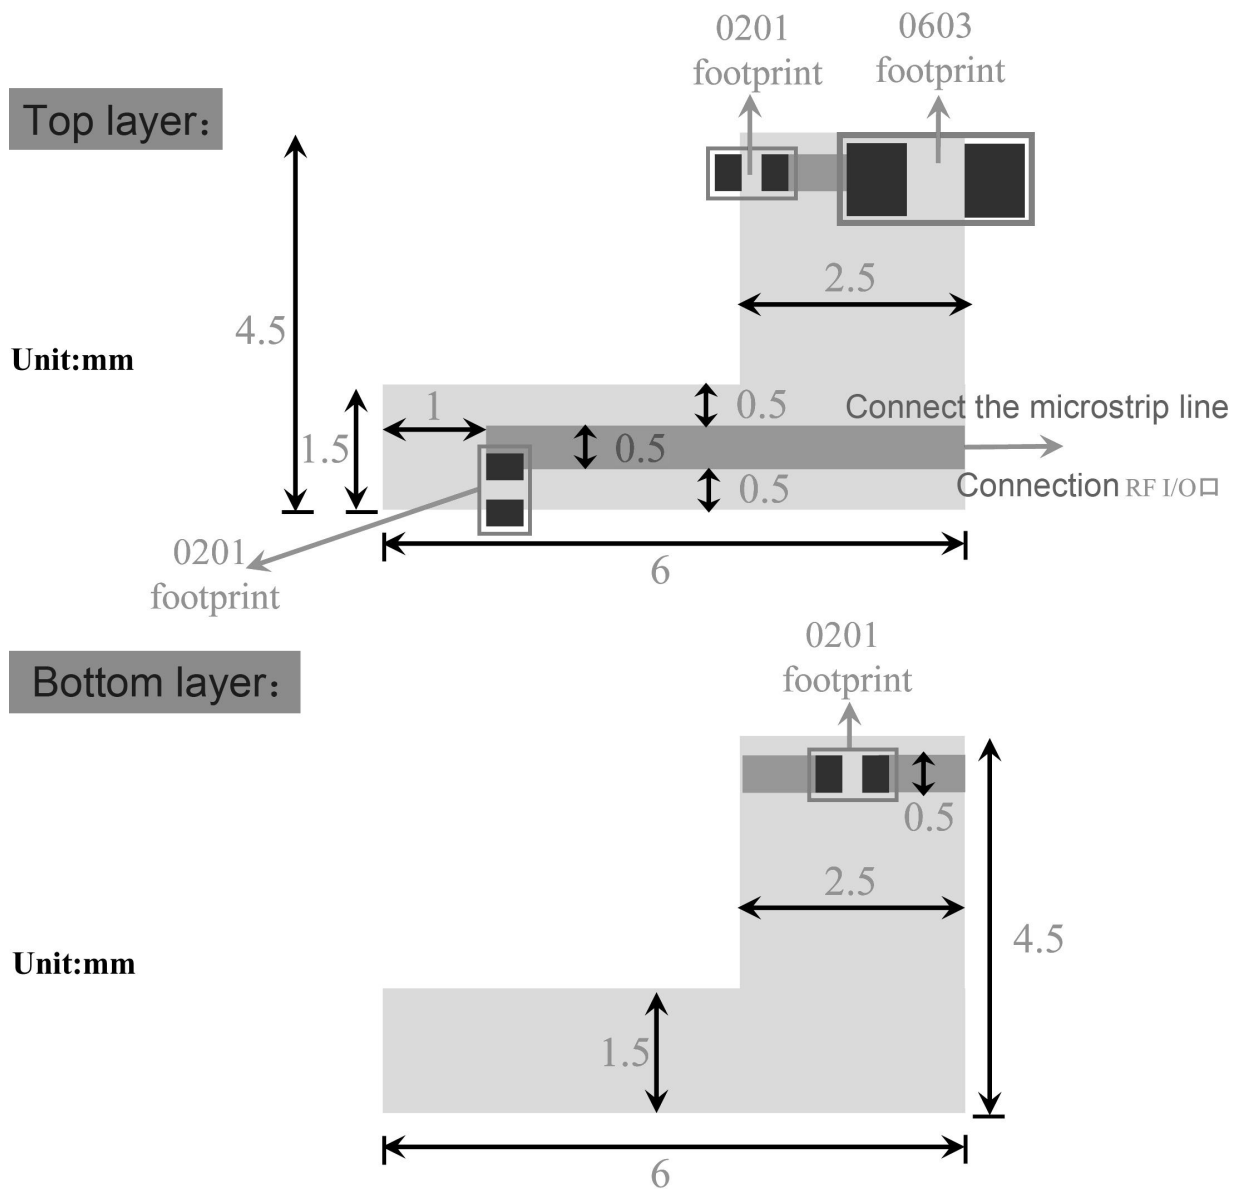 0201
footprint
0603
footprint
Top layer：
4.5
2.5
Unit:mm
1
0.5
Connect the microstrip line
1.5
0.5
0.5
Connection RF I/O口
0201
footprint
6
0201
footprint
Bottom layer：
0.5
2.5
4.5
Unit:mm
1.5
6